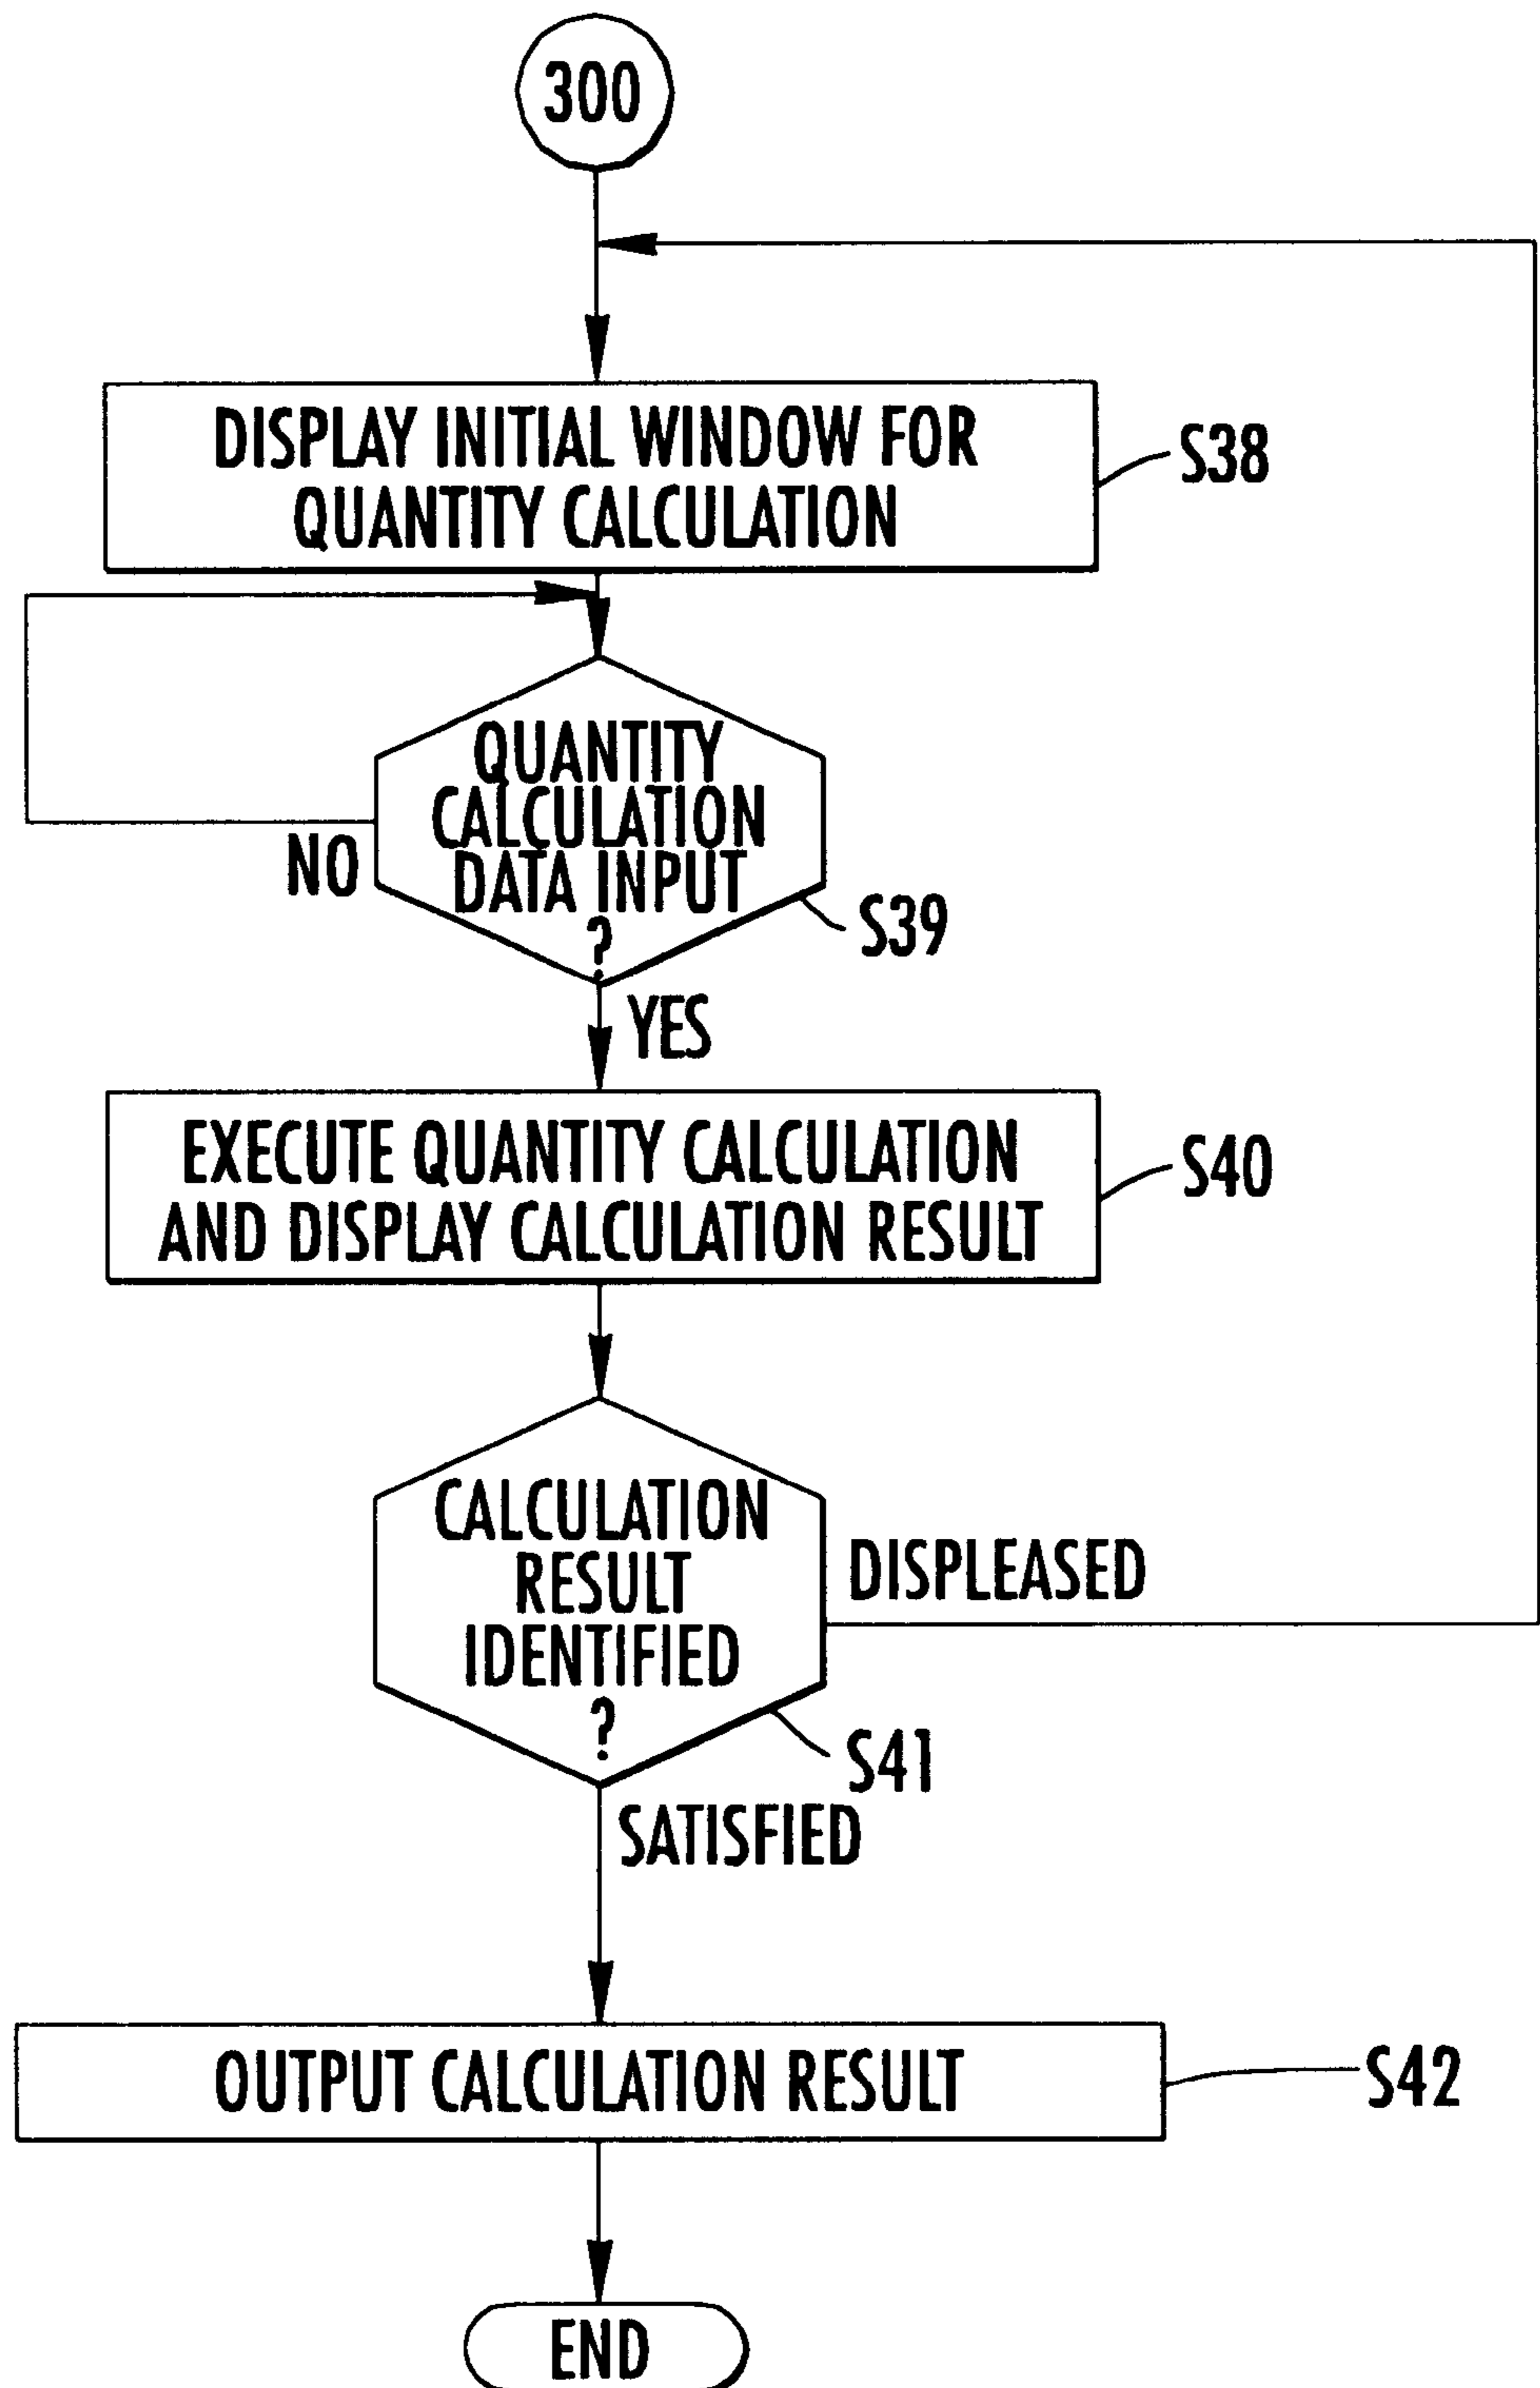 300
DISPLAY INITIAL WINDOW FOR
QUANTITY CALCULATION
S38
QUANTITY
CALCULATION
DATA INPUT
?
NO
S39
YES
EXECUTE QUANTITY CALCULATION
AND DISPLAY CALCULATION RESULT
S40
CALCULATION
RESULT
IDENTIFIED
?
DISPLEASED
S41
SATISFIED
OUTPUT CALCULATION RESULT
S42
END